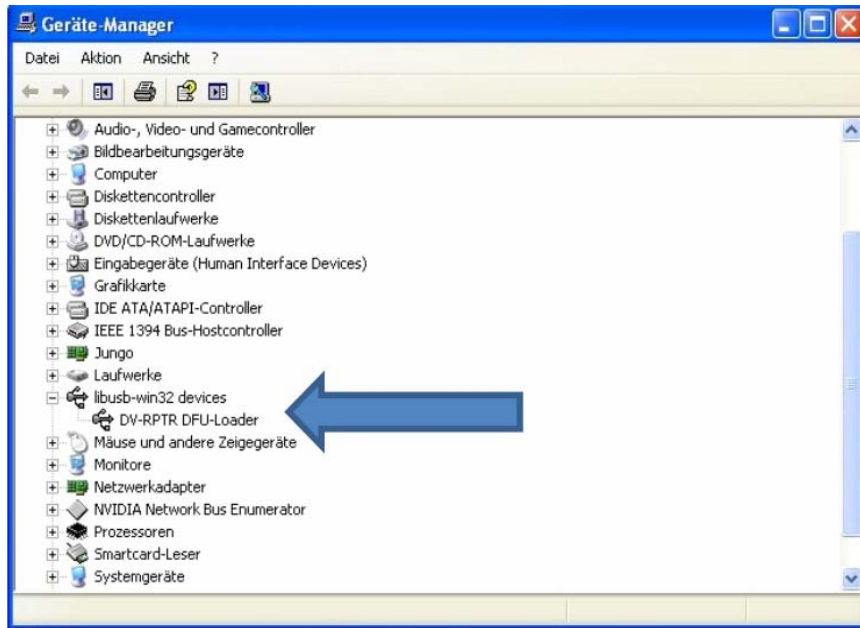 Geräte-Manager
Datei Aktion Ansicht ?
Audio-, Video- und Gamecontroller
Bildbearbeitungsgeräte
Computer
Diskettencontroller
Diskettenlaufwerke
DVD/CD-ROM-Laufwerke
Eingabegeräte (Human Interface Devices)
Grafikkarte
IDE ATA/ATAPI-Controller
IEEE 1394 Bus-Hostcontroller
Jungo
Laufwerke
libusb-win32 devices
DV-RPTR DFU-Loader
Mäuse und andere Zeigegeräte
Monitore
Netzwerkadapter
NVIDIA Network Bus Enumerator
Prozessoren
Smartcard-Leser
Systemgeräte